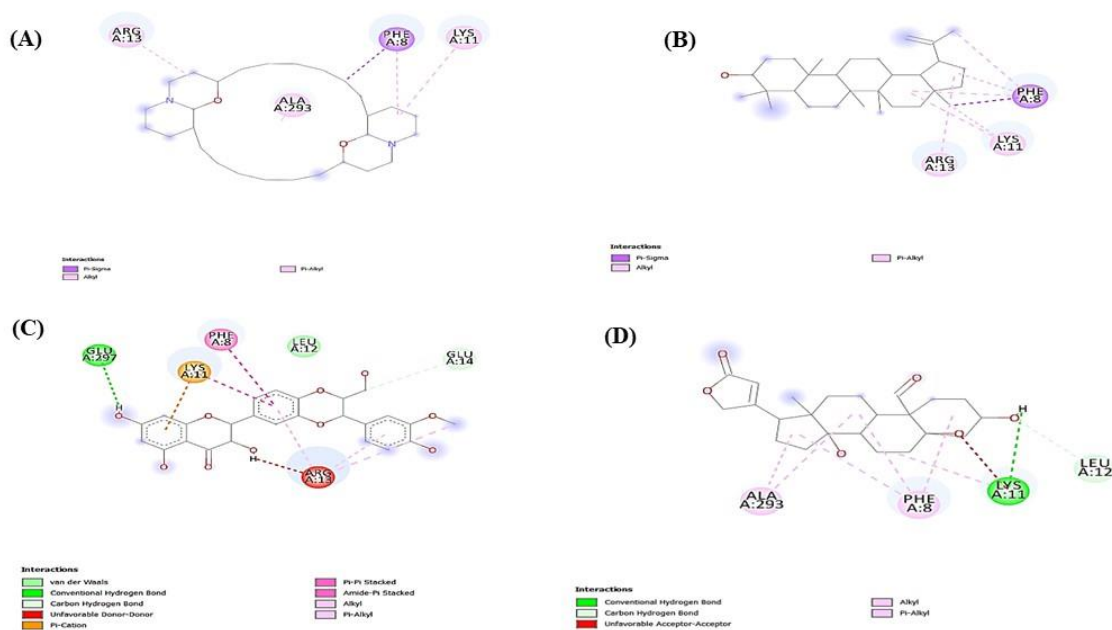 (A)
ARG
A:13
PHE
A:8
LYS
A:11
ALA
A:293
N
O
O
N
Interactions
Pi-Sigma
Alkyl
Pi-Alkyl
(B)
O
PHE
A:8
LYS
A:11
ARG
A:13
Interactions
Pi-Sigma
Alkyl
Pi-Alkyl
(C)
GLU
A:297
LYS
A:11
PHE
A:8
LEU
A:12
GLU
A:14
H
O
O
O
O
O
O
O
H
O
O
O
ARG
A:13
Interactions
van der Waals
Conventional Hydrogen Bond
Carbon Hydrogen Bond
Unfavorable Donor-Donor
Pi-Cation
Pi-Pi Stacked
Amide-Pi Stacked
Alkyl
Pi-Alkyl
(D)
O
O
O
O
O
O
H
LEU
A:12
LYS
A:11
PHE
A:8
ALA
A:293
Interactions
Conventional Hydrogen Bond
Carbon Hydrogen Bond
Unfavorable Acceptor-Acceptor
Alkyl
Pi-Alkyl